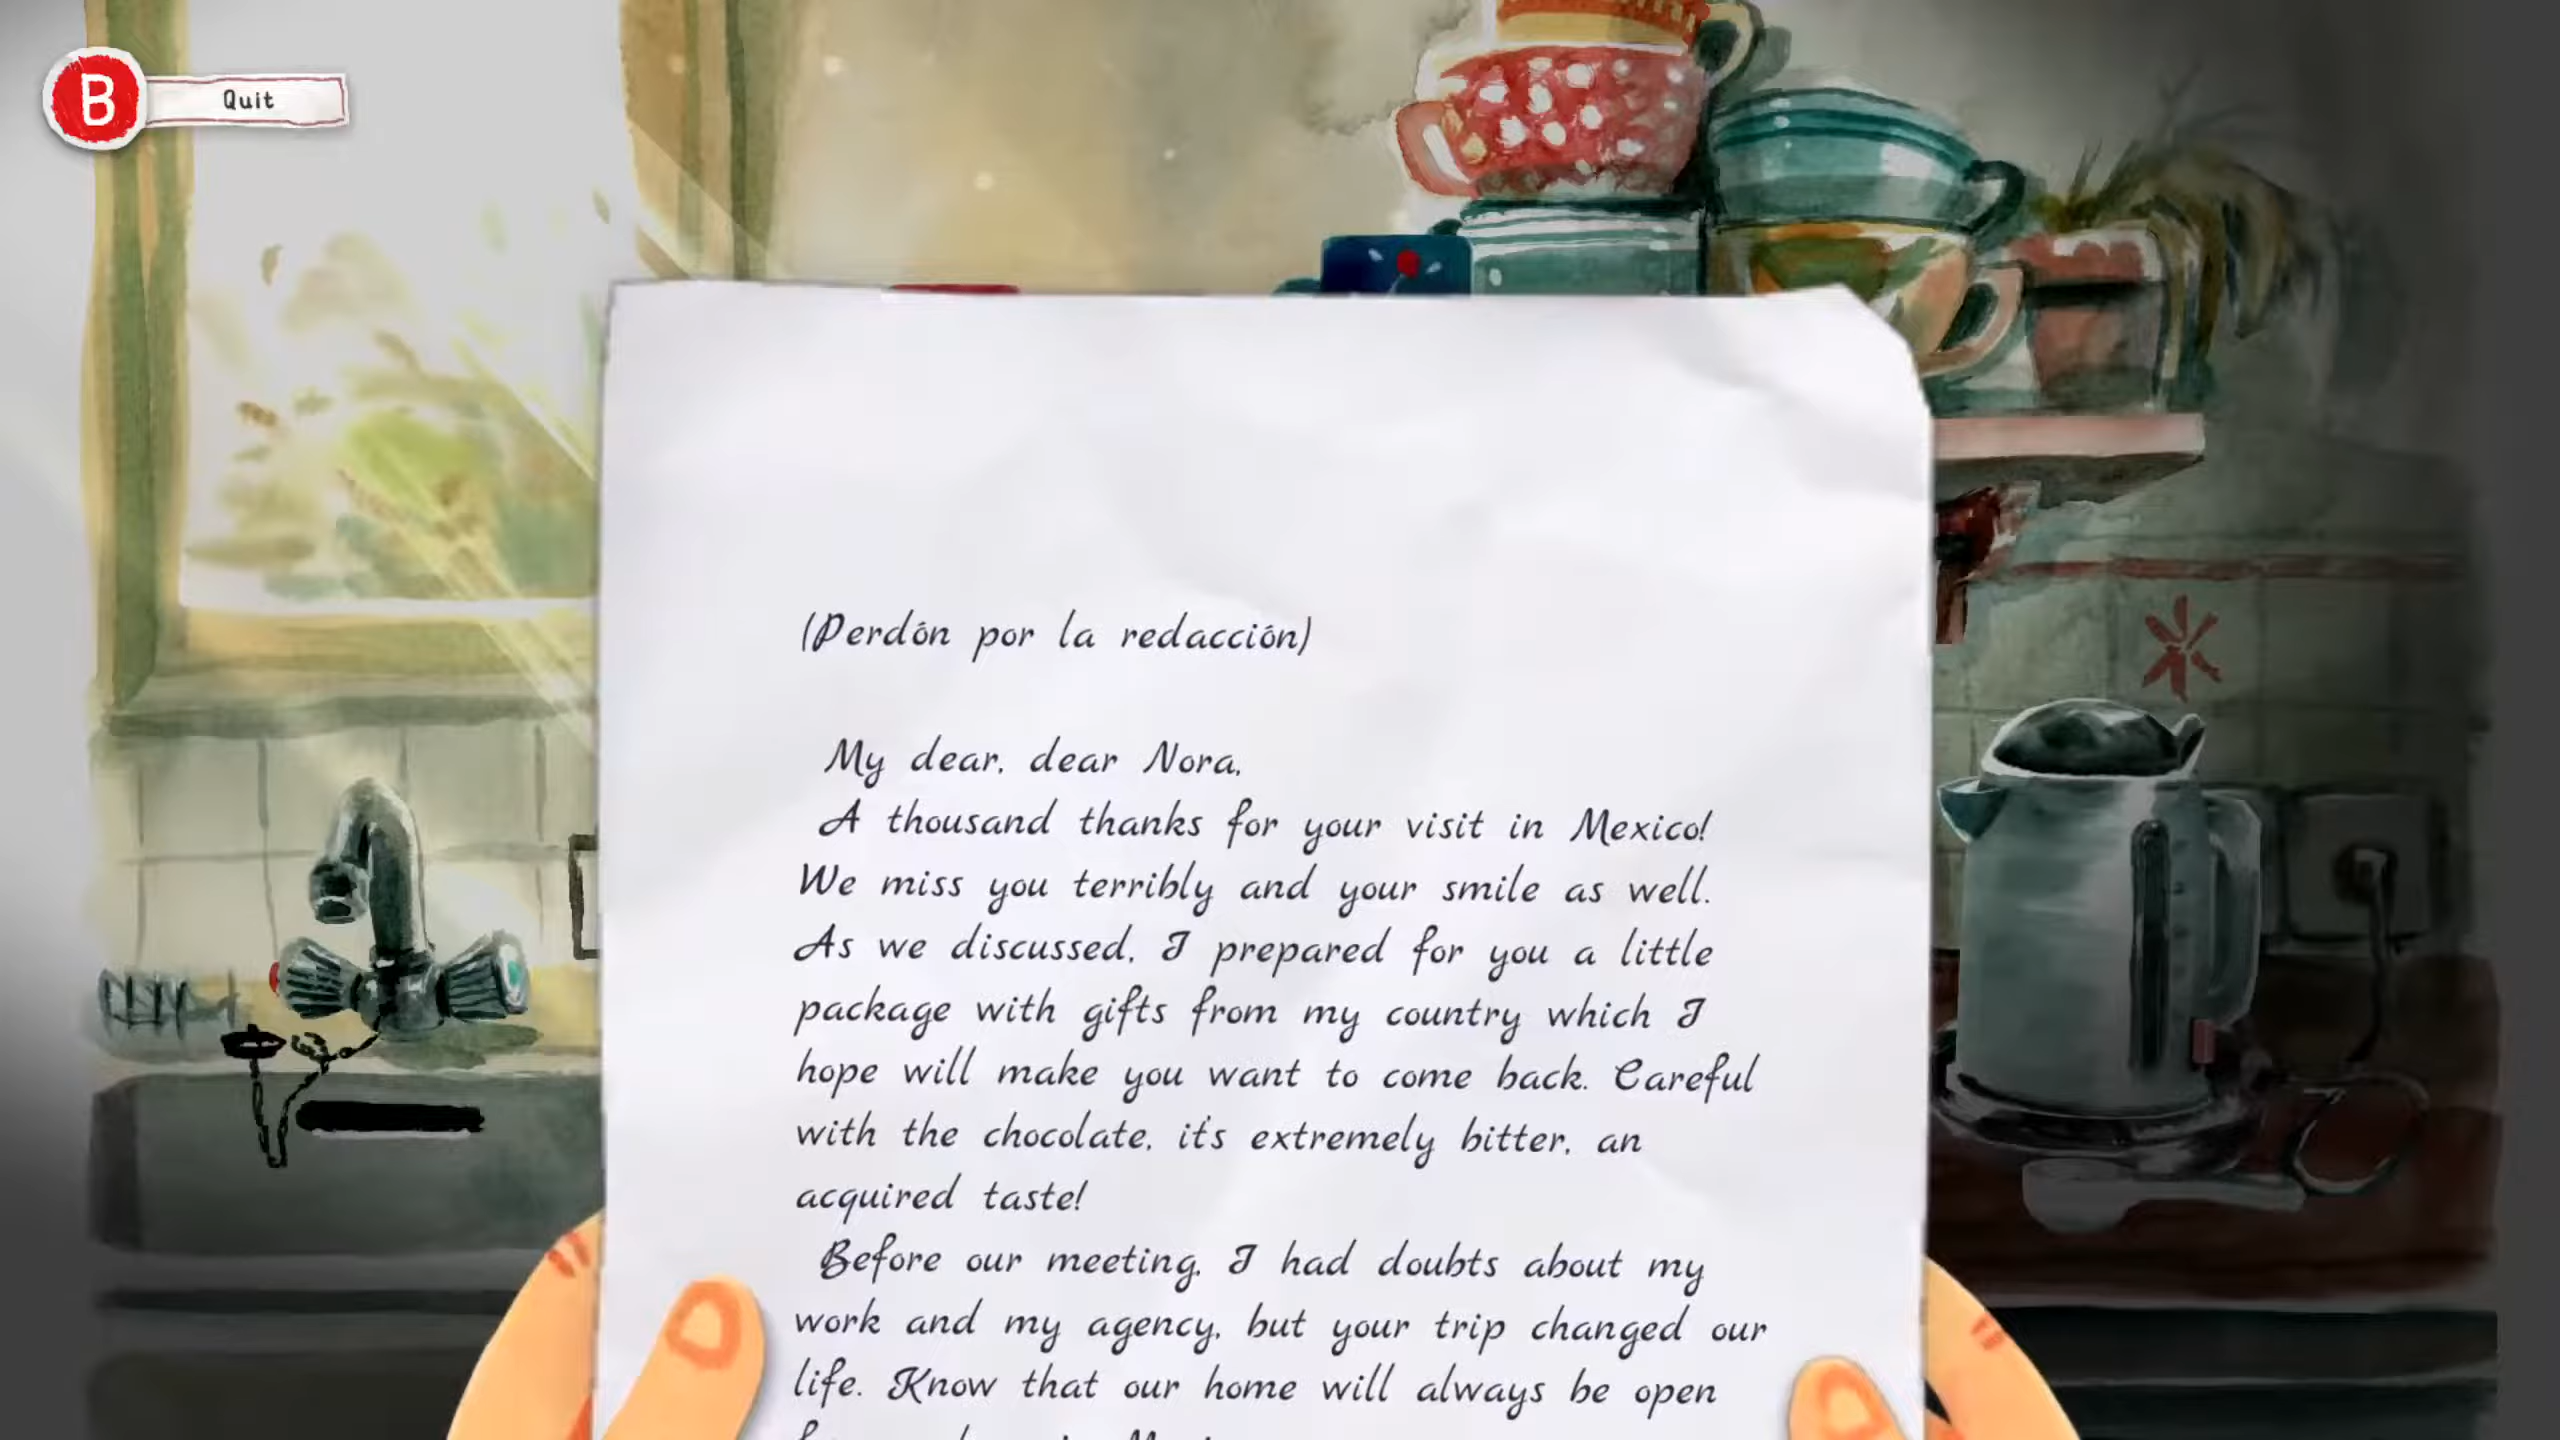 B Quit
(Perdón por la redacción)
My dear, dear Nora,
A thousand thanks for your visit in Mexico!
We miss you terribly and your smile as well.
As we discussed, I prepared for you a little
package with gifts from my country which I
hope will make you want to come back. Careful
with the chocolate, it's extremely bitter, an
acquired taste!
Before our meeting, I had doubts about my
work and my agency, but your trip changed our
life. Know that our home will always be open